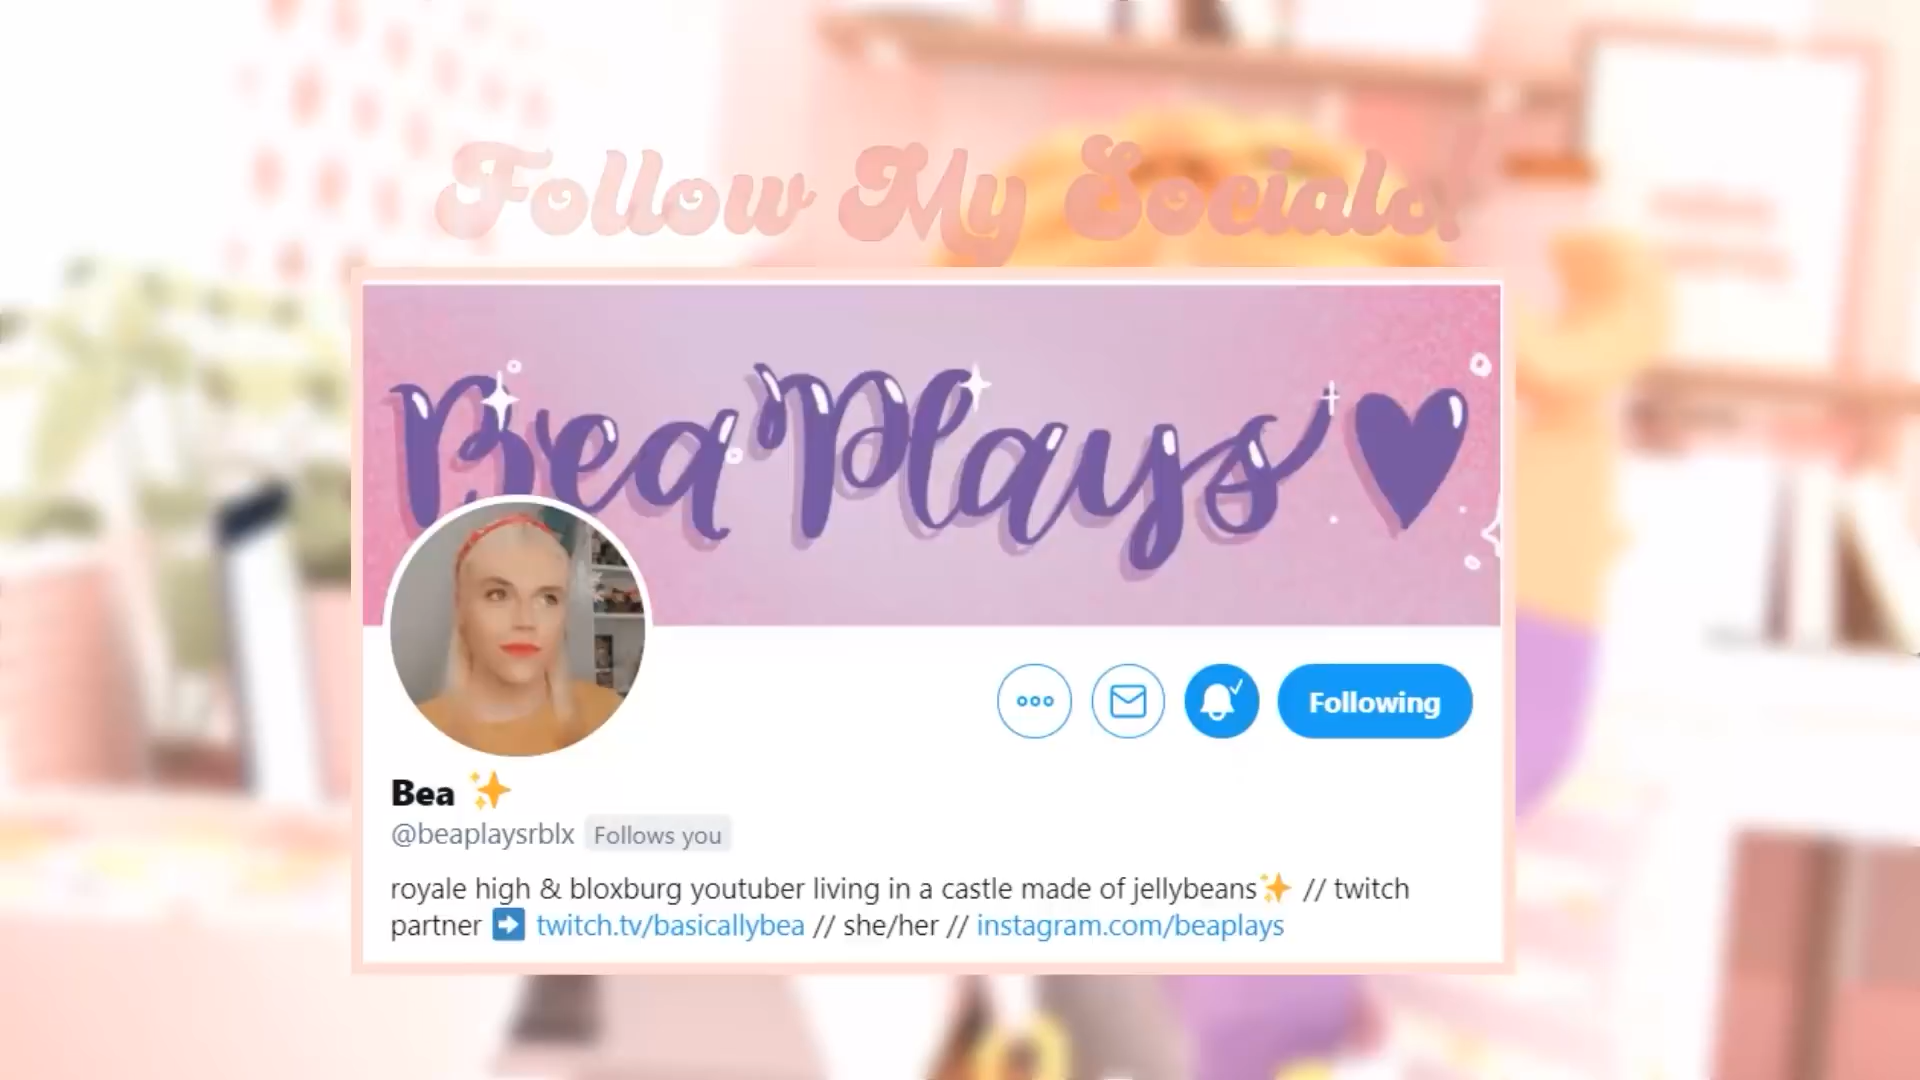 Follow My Socials!
Bea Plays
Following
Bea ✨
@beaplaysrblx Follows you
royale high & bloxburg youtuber living in a castle made of jellybeans✨ // twitch
partner ➡ twitch.tv/basicallybea // she/her // instagram.com/beaplays